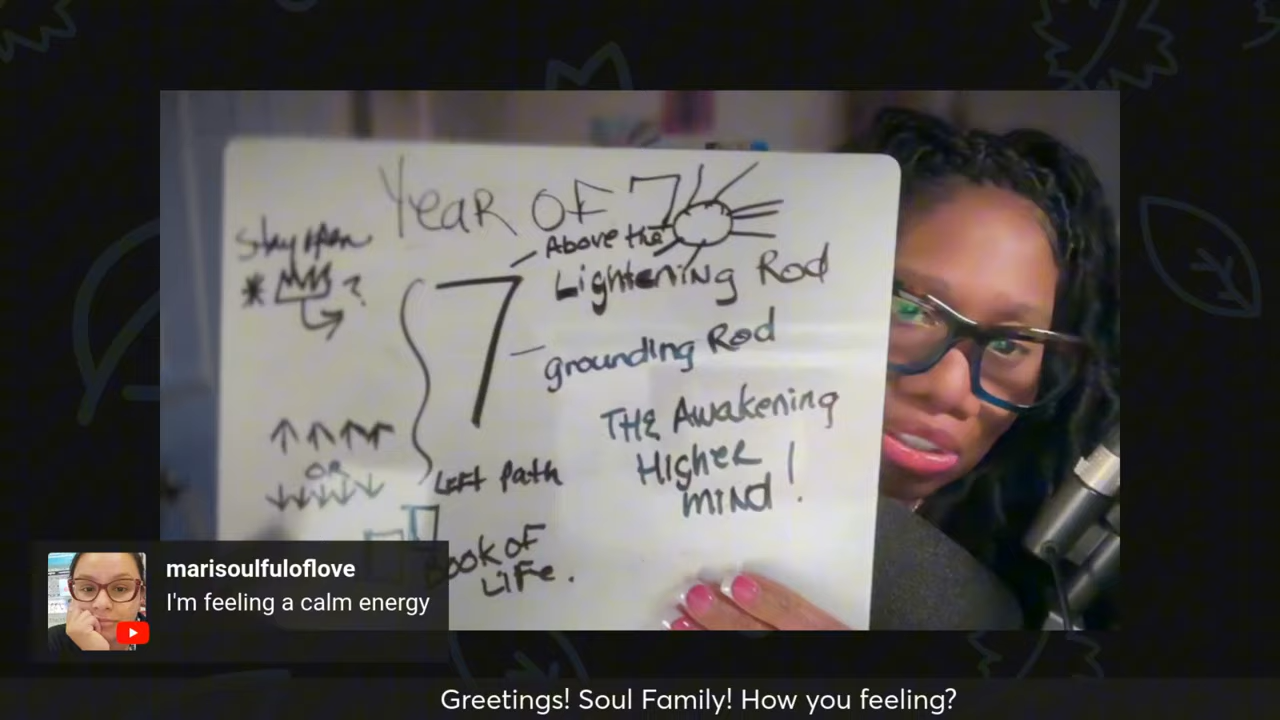 Year OF 7
Stay open
*
?
Above the
Lightening Rod
7
grounding Rod
THE Awakening
HigHER
MIND!
↑↑↑↑
OR
↓↓↓↓↓
LEFT Path
ook oF
LiFe.
marisoulfuloflove
I'm feeling a calm energy
Greetings! Soul Family! How you feeling?